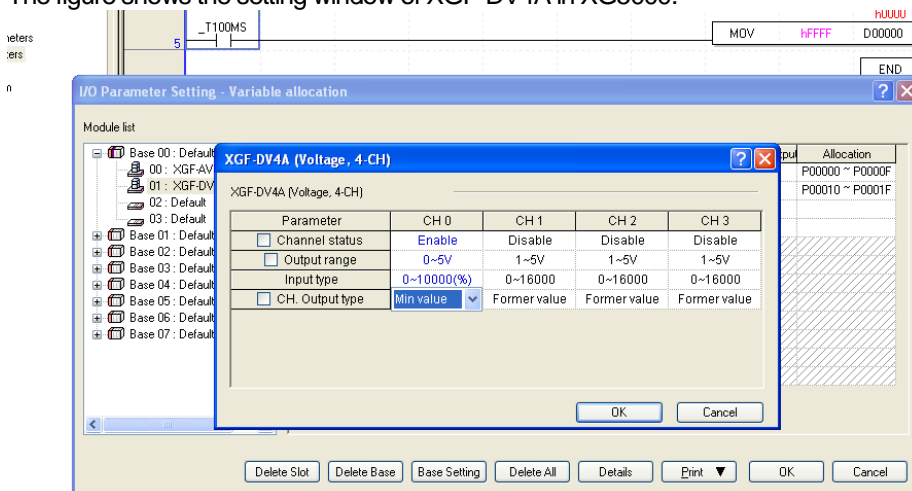 The figure shows the setting window of XGF-DV4A in XG5000.
h0000
_T100MS
MOV hFFFF D00000
5
END
I/O Parameter Setting - Variable allocation
Module list
Base 00 : Default
00 : XGF-AV
01 : XGF-DV
02 : Default
03 : Default
Base 01 : Default
Base 02 : Default
Base 03 : Default
Base 04 : Default
Base 05 : Default
Base 06 : Default
Base 07 : Default
Allocation
P00000 ~ P0000F
P00010 ~ P0001F
XGF-DV4A (Voltage, 4-CH)
XGF-DV4A (Voltage, 4-CH)
Parameter CH 0 CH 1 CH 2 CH 3
Channel status Enable Disable Disable Disable
Output range 0~5V 1~5V 1~5V 1~5V
Input type 0~10000(%) 0~16000 0~16000 0~16000
CH. Output type Min value Former value Former value Former value
OK Cancel
Delete Slot Delete Base Base Setting Delete All Details Print ▼ OK Cancel